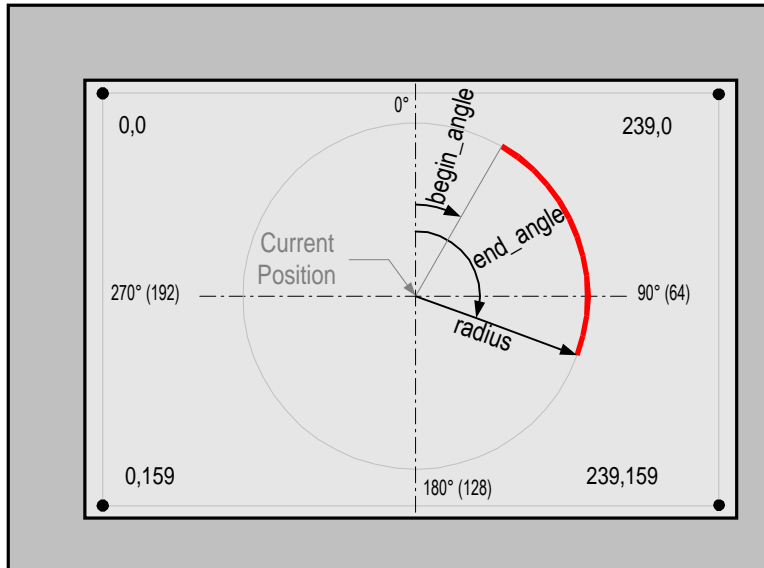 0°
0,0
239,0
begin_angle
end_angle
Current
Position
270° (192)
90° (64)
radius
0,159
239,159
180° (128)